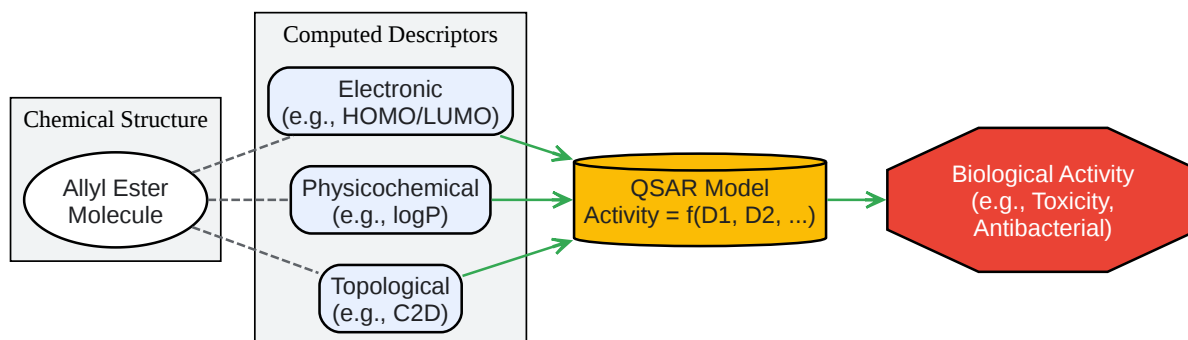 Chemical Structure
Allyl Ester
Molecule
Computed Descriptors
Electronic
(e.g., HOMO/LUMO)
Physicochemical
(e.g., logP)
Topological
(e.g., C2D)
QSAR Model
Activity = f(D1, D2, ...)
Biological Activity
(e.g., Toxicity,
Antibacterial)